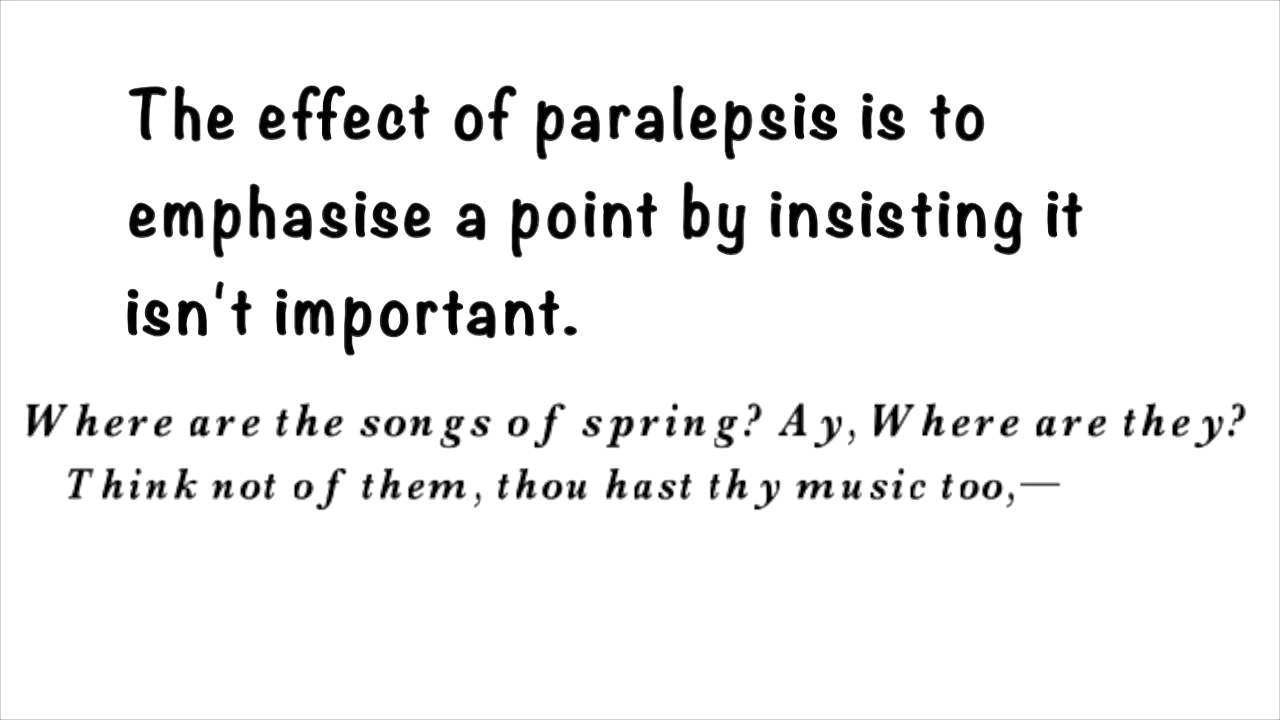 The effect of paralepsis is to
emphasise a point by insisting it
isn't important.
Where are the songs of spring? Ay, Where are they?
Think not of them, thou hast thy music too,—